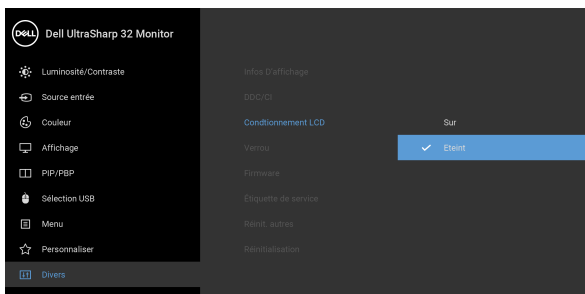 DELL Dell UltraSharp 32 Monitor
Luminosité/Contraste
Infos D'affichage
Source entrée
DDC/CI
Couleur
Condtionnement LCD
Sur
Affichage
Verrou
Eteint
PIP/PBP
Firmware
Sélection USB
Étiquette de service
Menu
Réinit. autres
Personnaliser
Réinitialisation
Divers